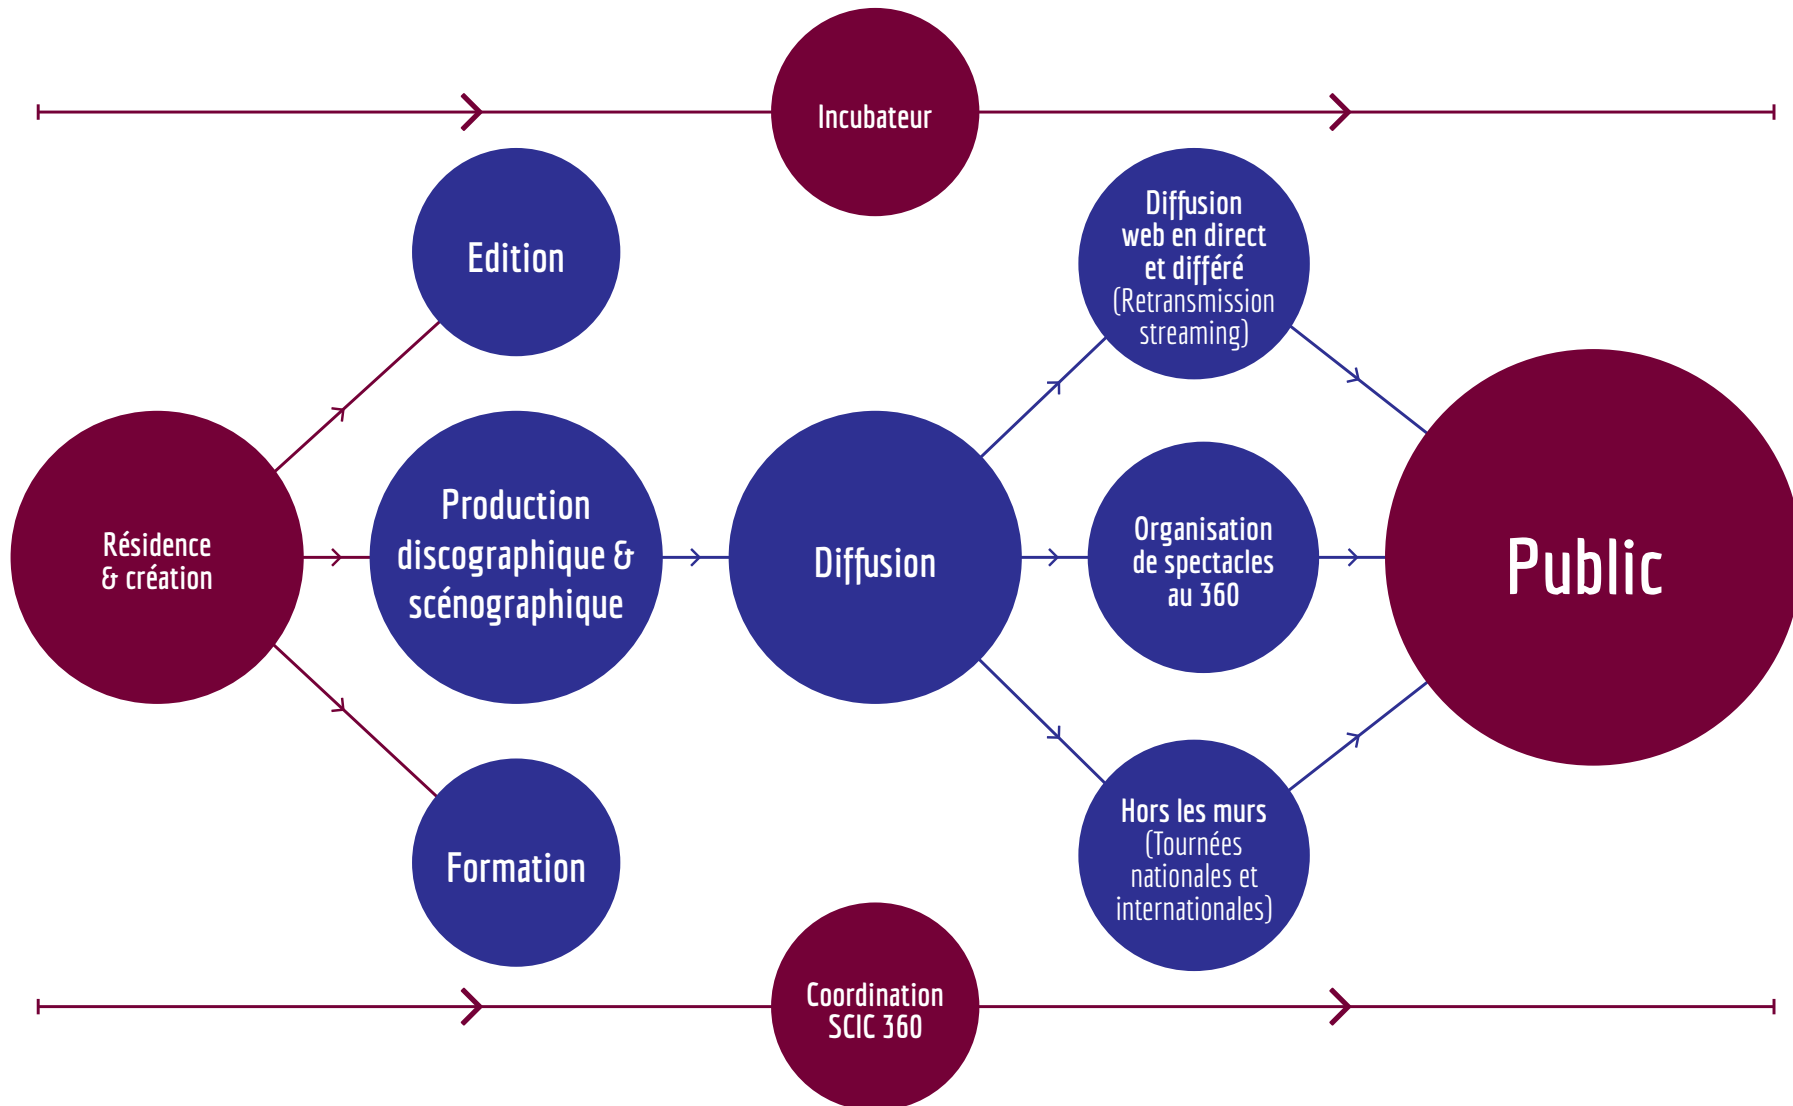 Incubateur
Edition
Diffusion
web en direct
et différé
(Retransmission
streaming)
Résidence
& création
Production
discographique &
scénographique
Diffusion
Organisation
de spectacles
au 360
Public
Formation
Hors les murs
(Tournées
nationales et
internationales)
Coordination
SCIC 360